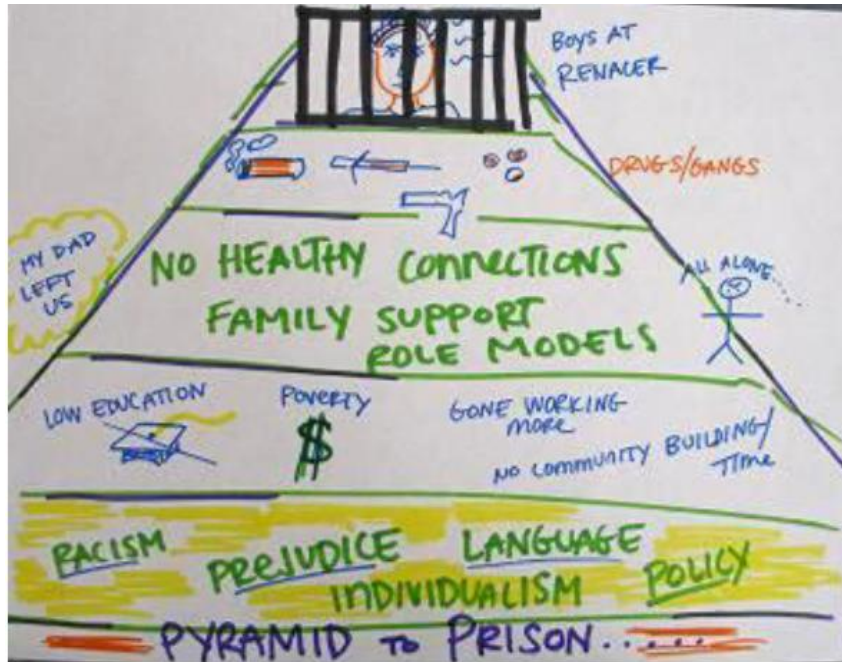 BOYS AT
RENACER
DRUGS/GANGS
MY DAD
LEFT
US
NO HEALTHY CONNECTIONS
FAMILY SUPPORT
ROLE MODELS
ALL ALONE.....
LOW EDUCATION
POVERTY
$
GONE WORKING
MORE
NO COMMUNITY BUILDING/
TIME
RACISM
PREJUDICE
LANGUAGE
INDIVIDUALISM
POLICY
PYRAMID TO PRISON......